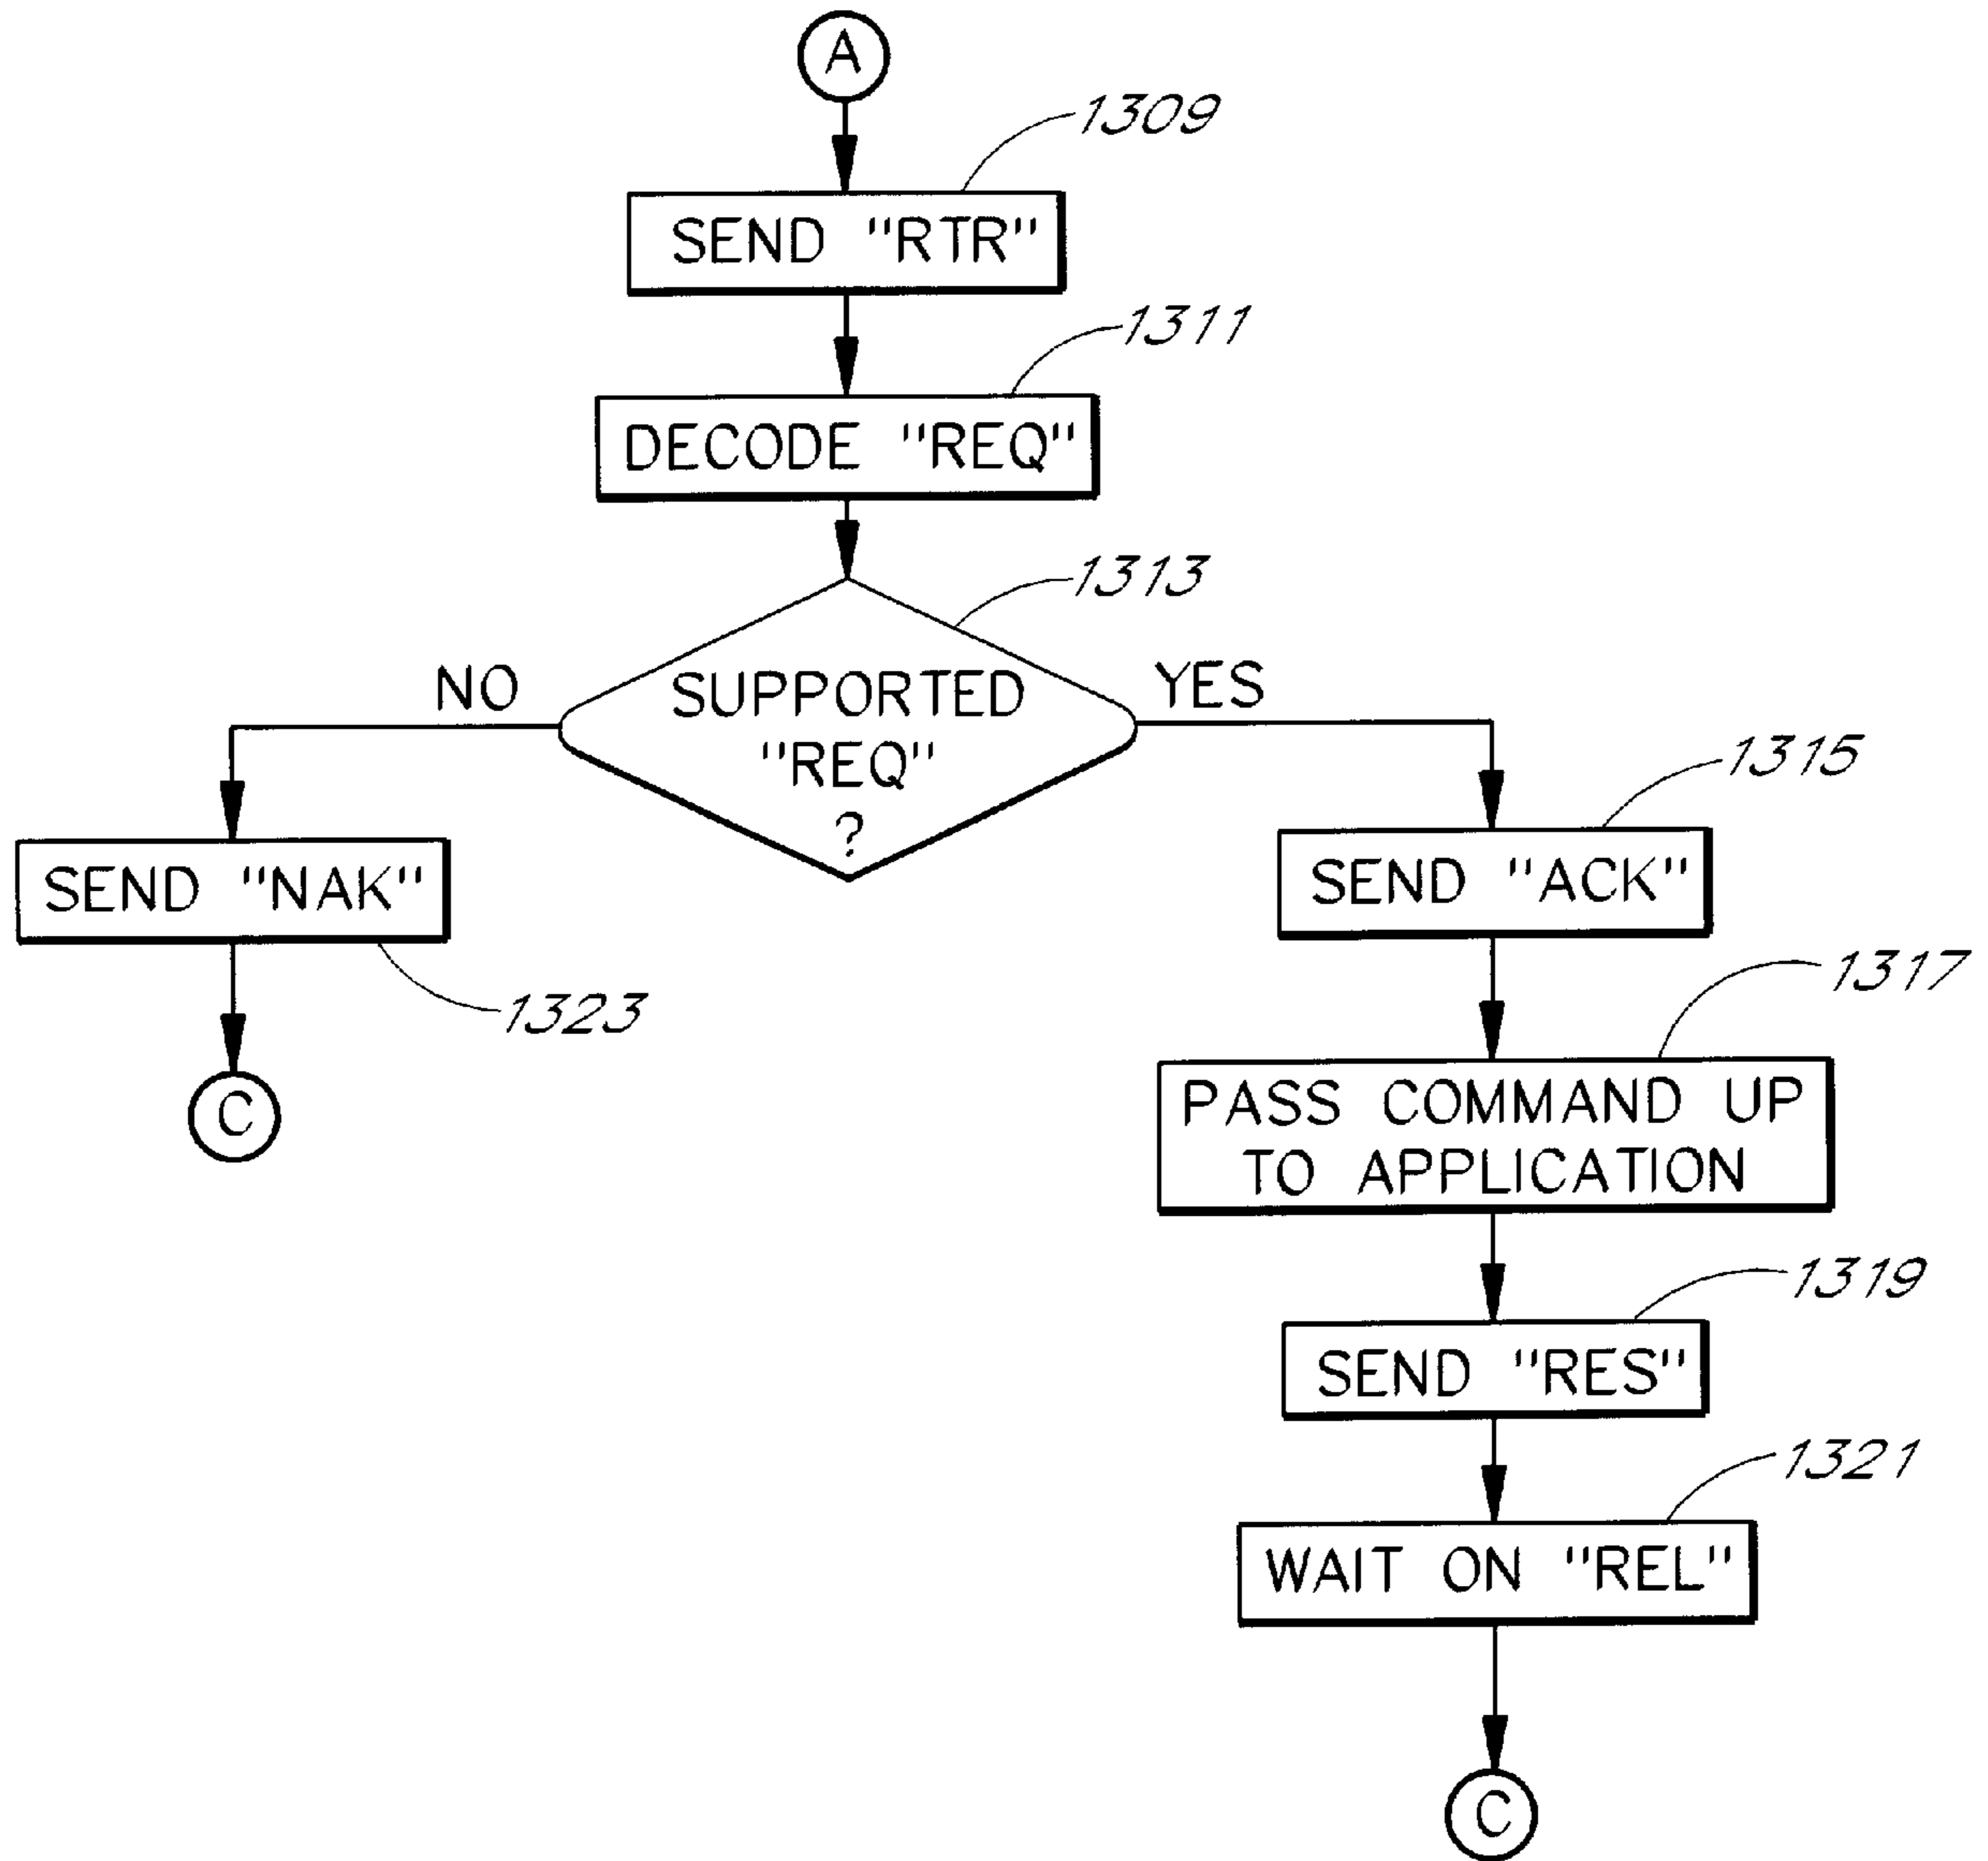 A
1309
SEND "RTR"
1311
DECODE "REQ"
1313
NO
SUPPORTED
"REQ"
?
YES
1315
SEND "NAK"
SEND "ACK"
1323
1317
C
PASS COMMAND UP
TO APPLICATION
1319
SEND "RES"
1321
WAIT ON "REL"
C